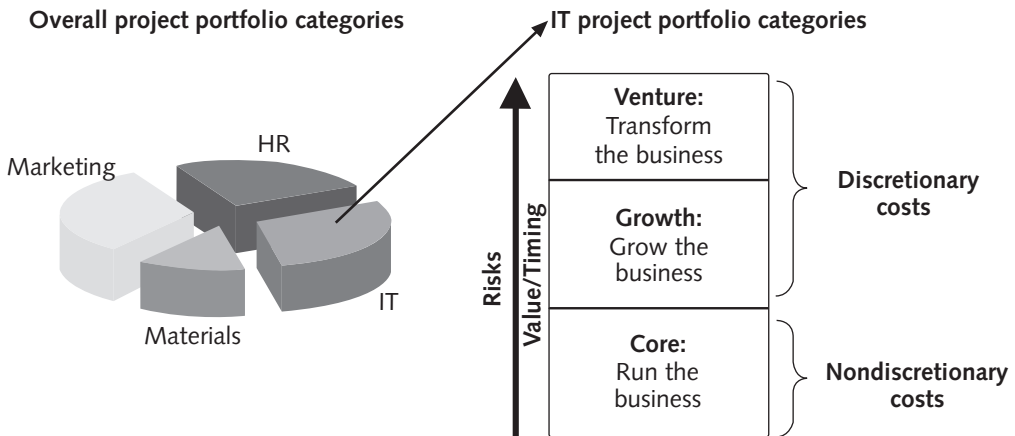 Overall project portfolio categories
IT project portfolio categories
Marketing
HR
IT
Materials
Risks
Value/Timing
Venture:
Transform
the business
Growth:
Grow the
business
Core:
Run the
business
Discretionary
costs
Nondiscretionary
costs